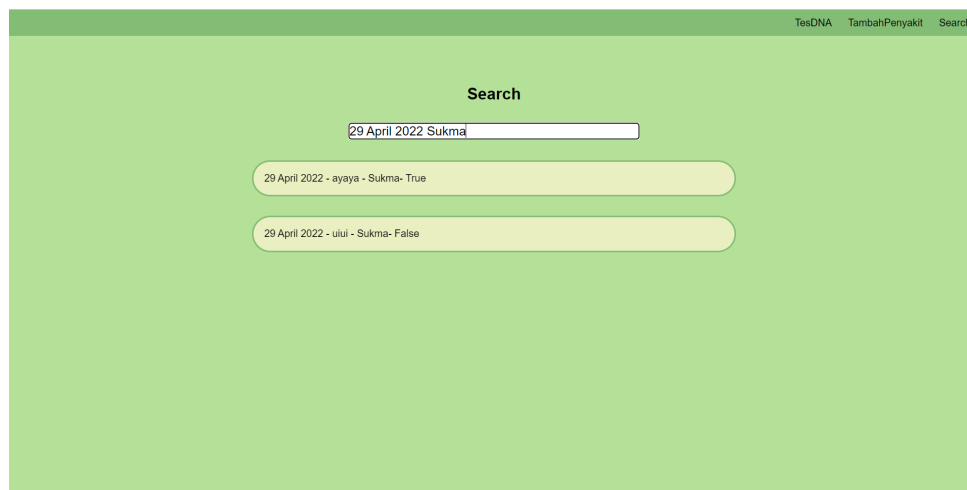 TesDNA TambahPenyakit Search
Search
29 April 2022 Sukma
29 April 2022 - ayaya - Sukma- True
29 April 2022 - uiui - Sukma- False